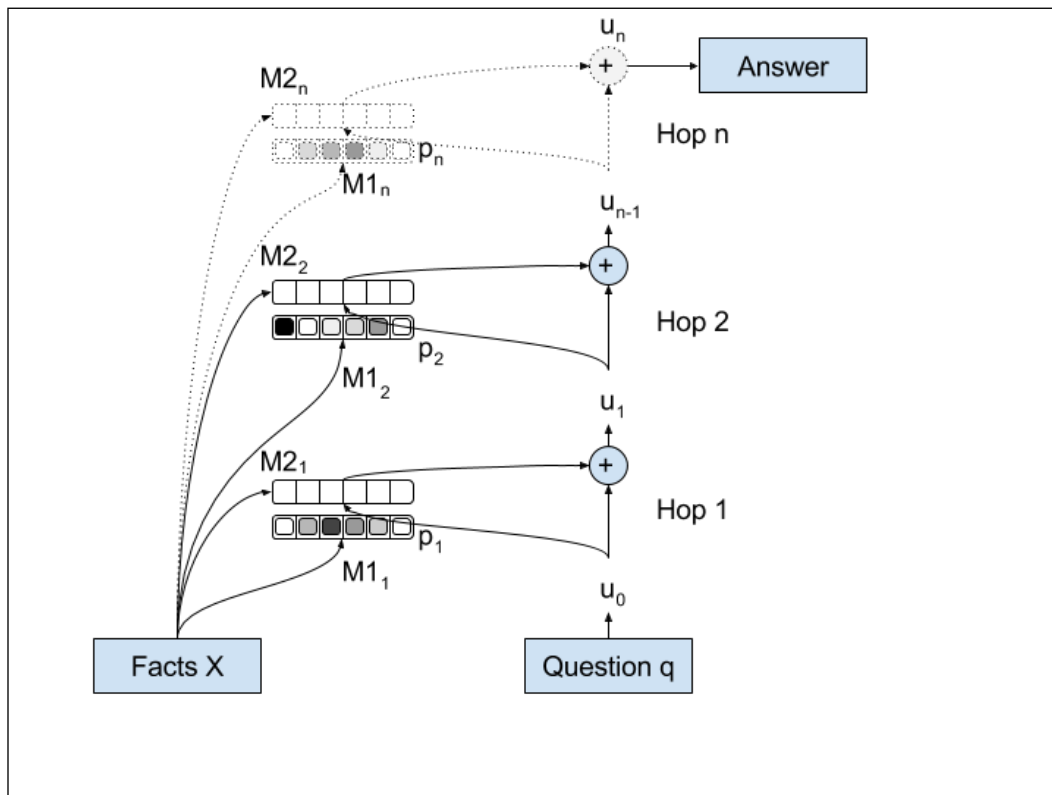 uₙ
+
Answer
M2ₙ
Hop n
pₙ
M1ₙ
uₙ₋₁
M2₂
+
Hop 2
p₂
M1₂
u₁
M2₁
+
Hop 1
p₁
M1₁
u₀
Facts X
Question q